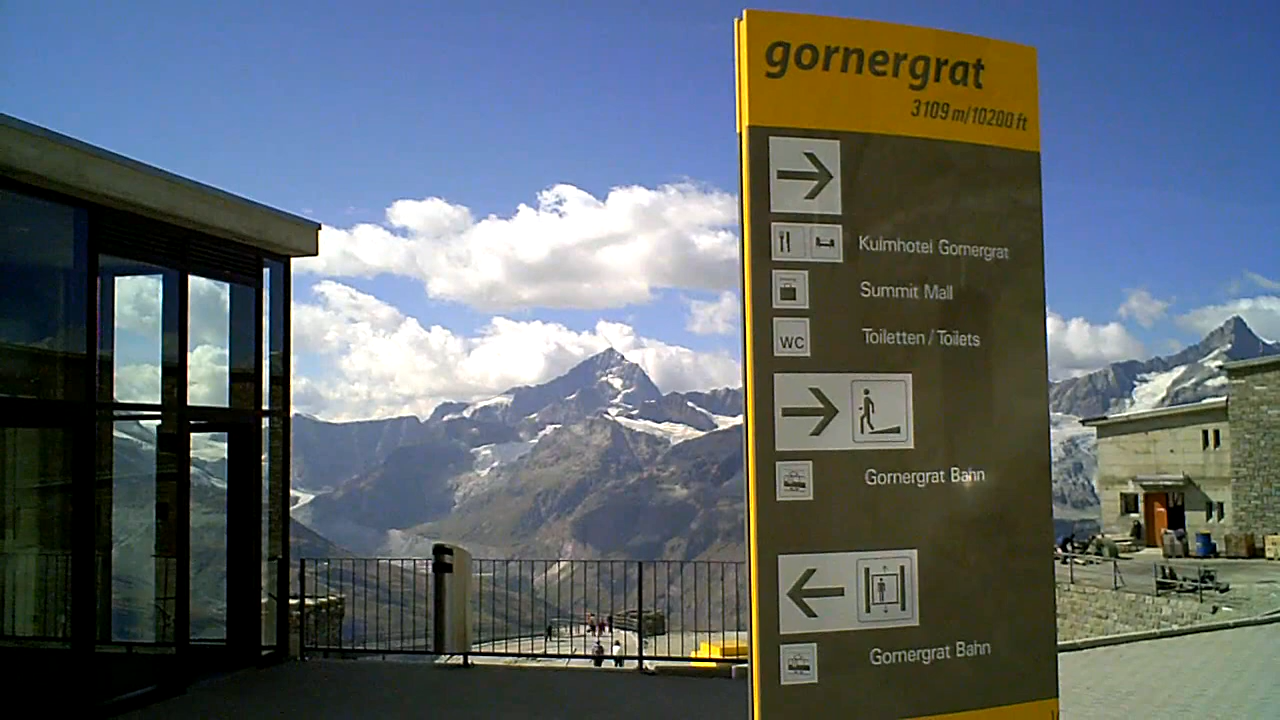 gornergrat
3109 m/10200 ft
Kulmhotel Gornergrat
Summit Mall
WC
Toiletten / Toilets
Gornergrat Bahn
Gornergrat Bahn